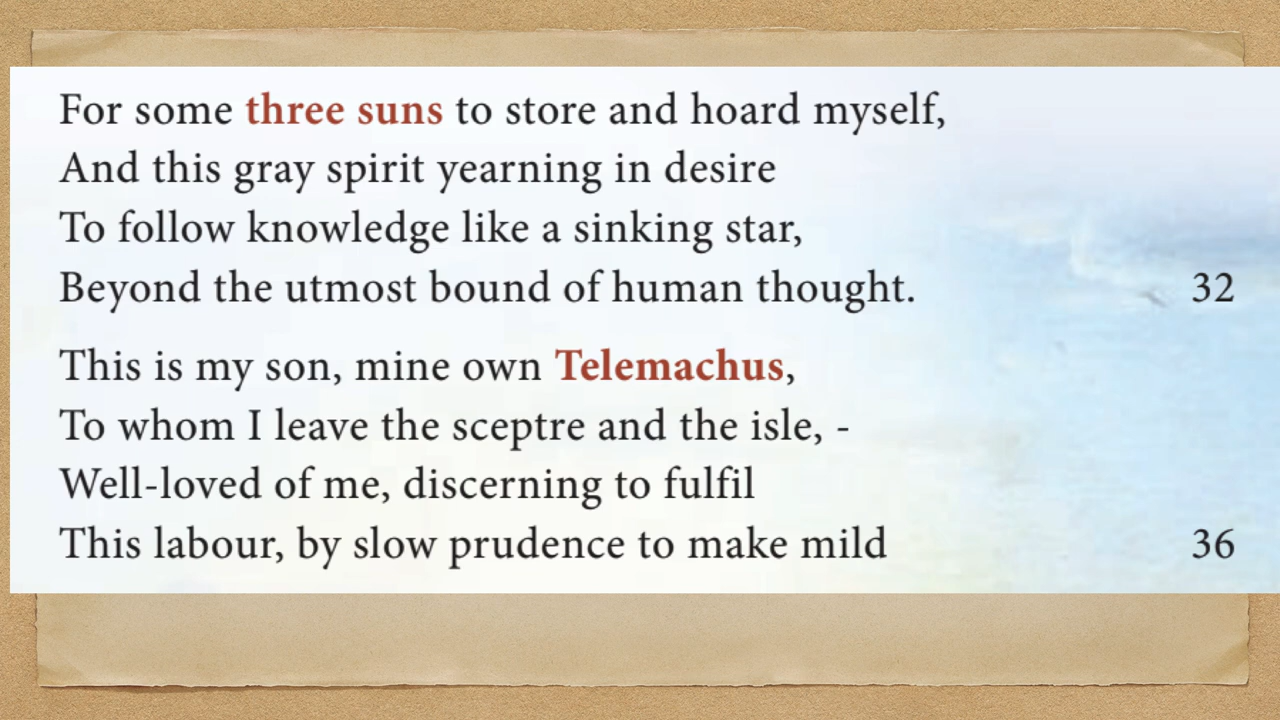 For some three suns to store and hoard myself,
And this gray spirit yearning in desire
To follow knowledge like a sinking star,
Beyond the utmost bound of human thought. 32
This is my son, mine own Telemachus,
To whom I leave the sceptre and the isle, -
Well-loved of me, discerning to fulfil
This labour, by slow prudence to make mild 36